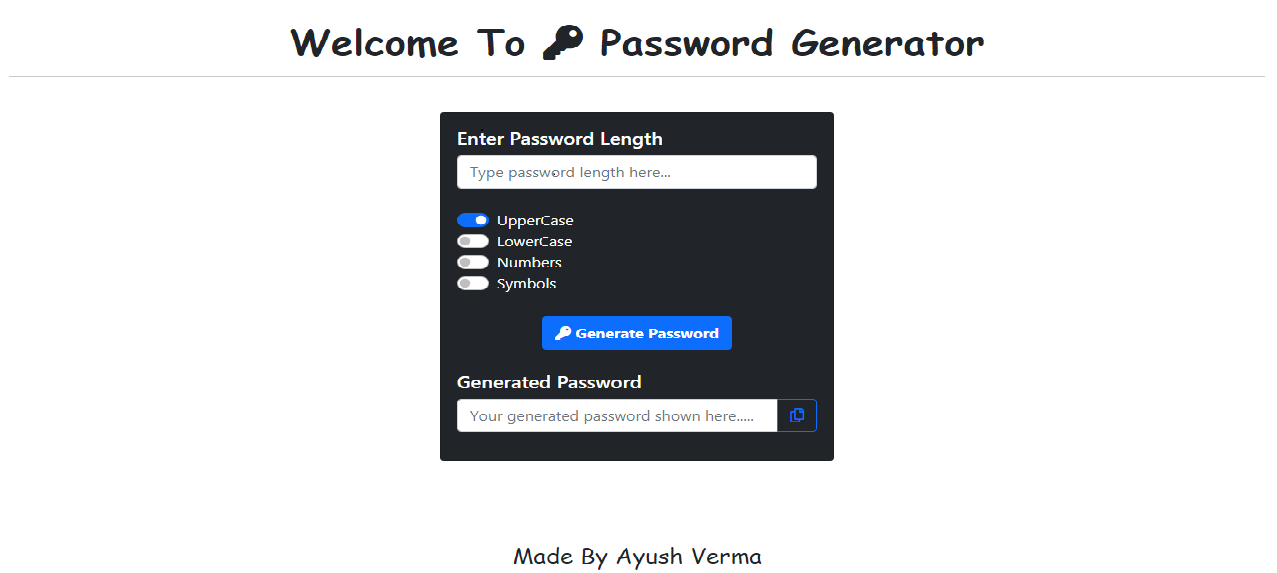 Welcome To Password Generator
Enter Password Length
Type password length here...
UpperCase
LowerCase
Numbers
Symbols
Generate Password
Generated Password
Your generated password shown here.....
Made By Ayush Verma